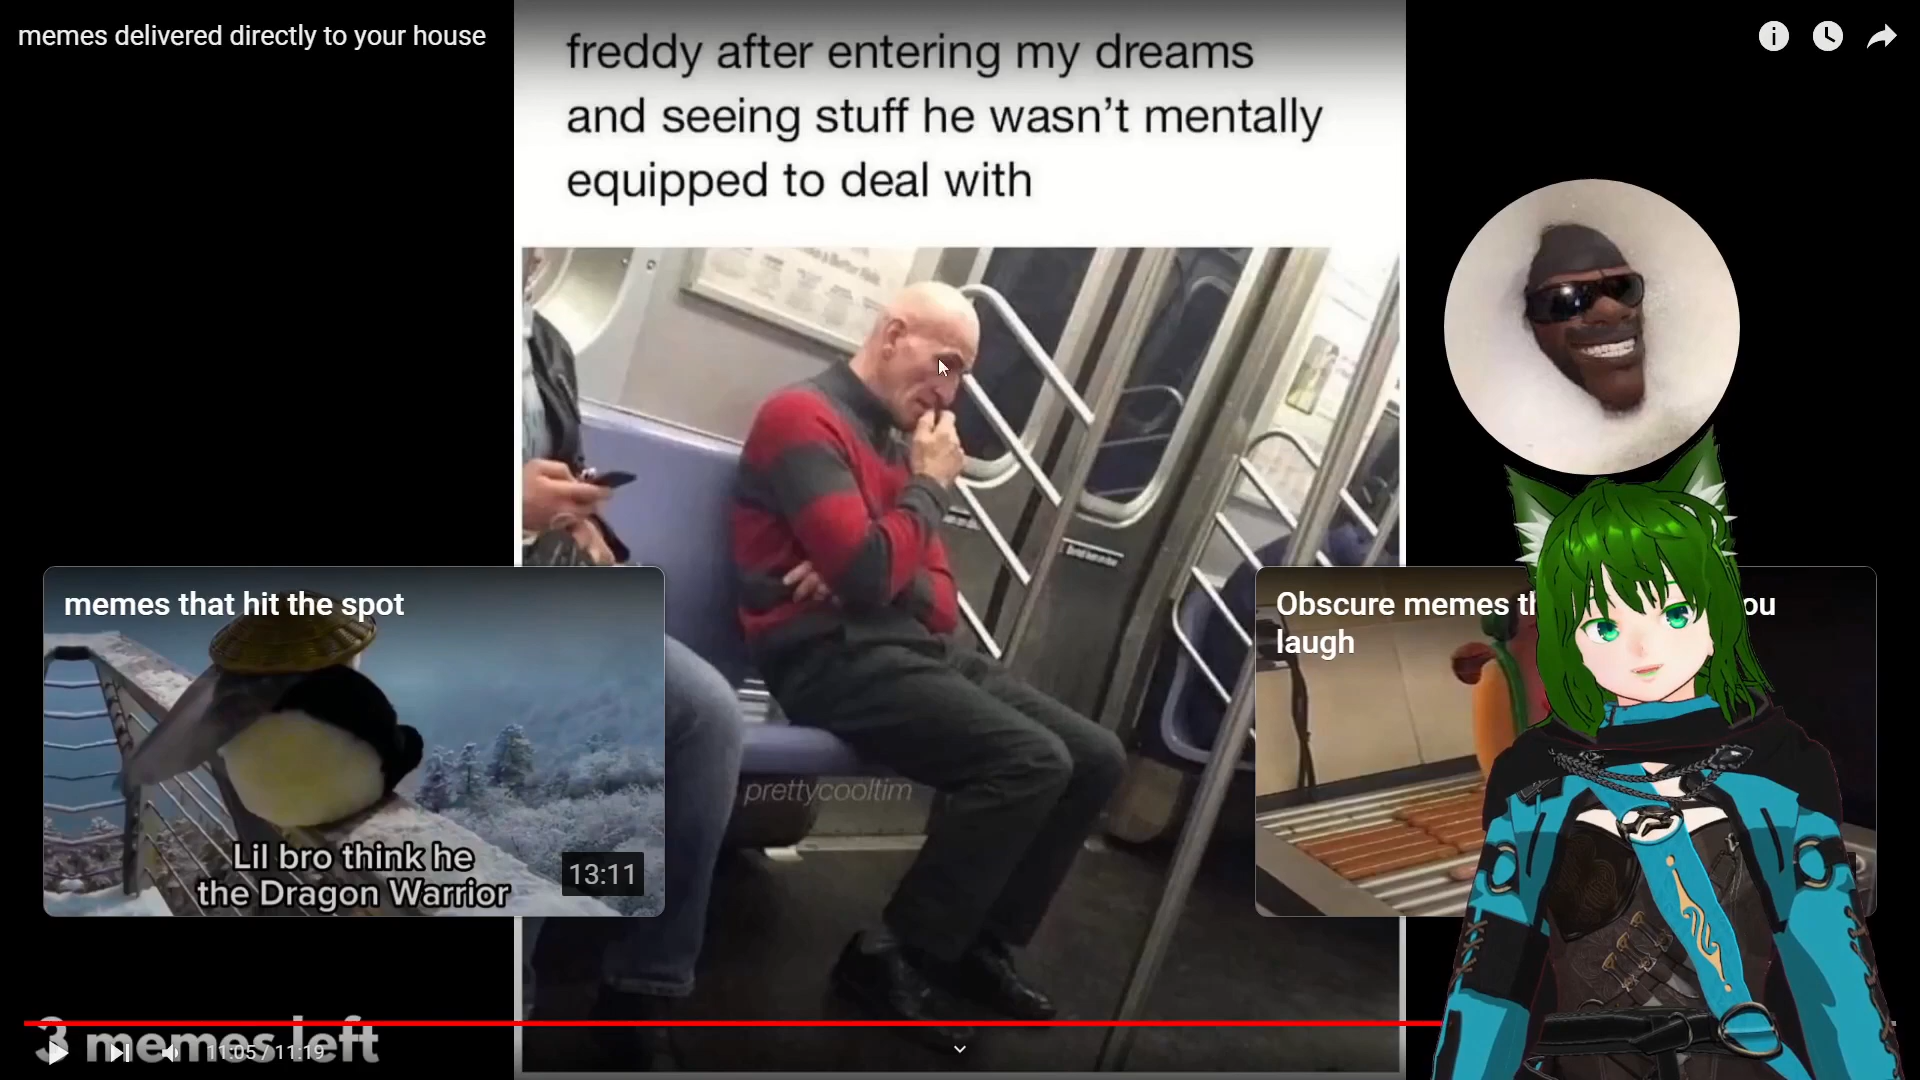 memes delivered directly to your house
freddy after entering my dreams
and seeing stuff he wasn't mentally
equipped to deal with
memes that hit the spot
Lil bro think he
the Dragon Warrior
13:11
prettycooltim
Obscure memes ou
laugh
3 memes left
11:05 / 11:19